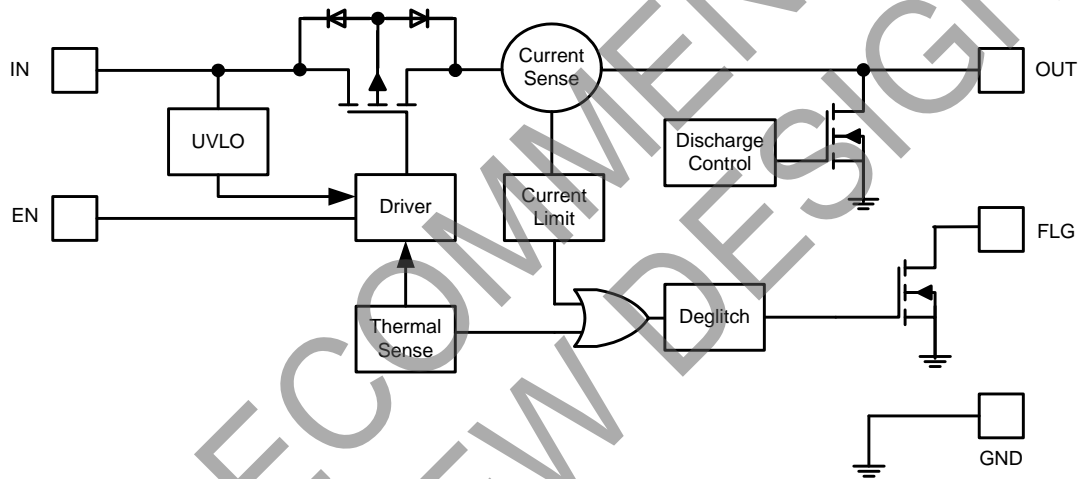 IN
UVLO
EN
Driver
Thermal
Sense
Current
Sense
Current
Limit
Discharge
Control
Deglitch
OUT
FLG
GND